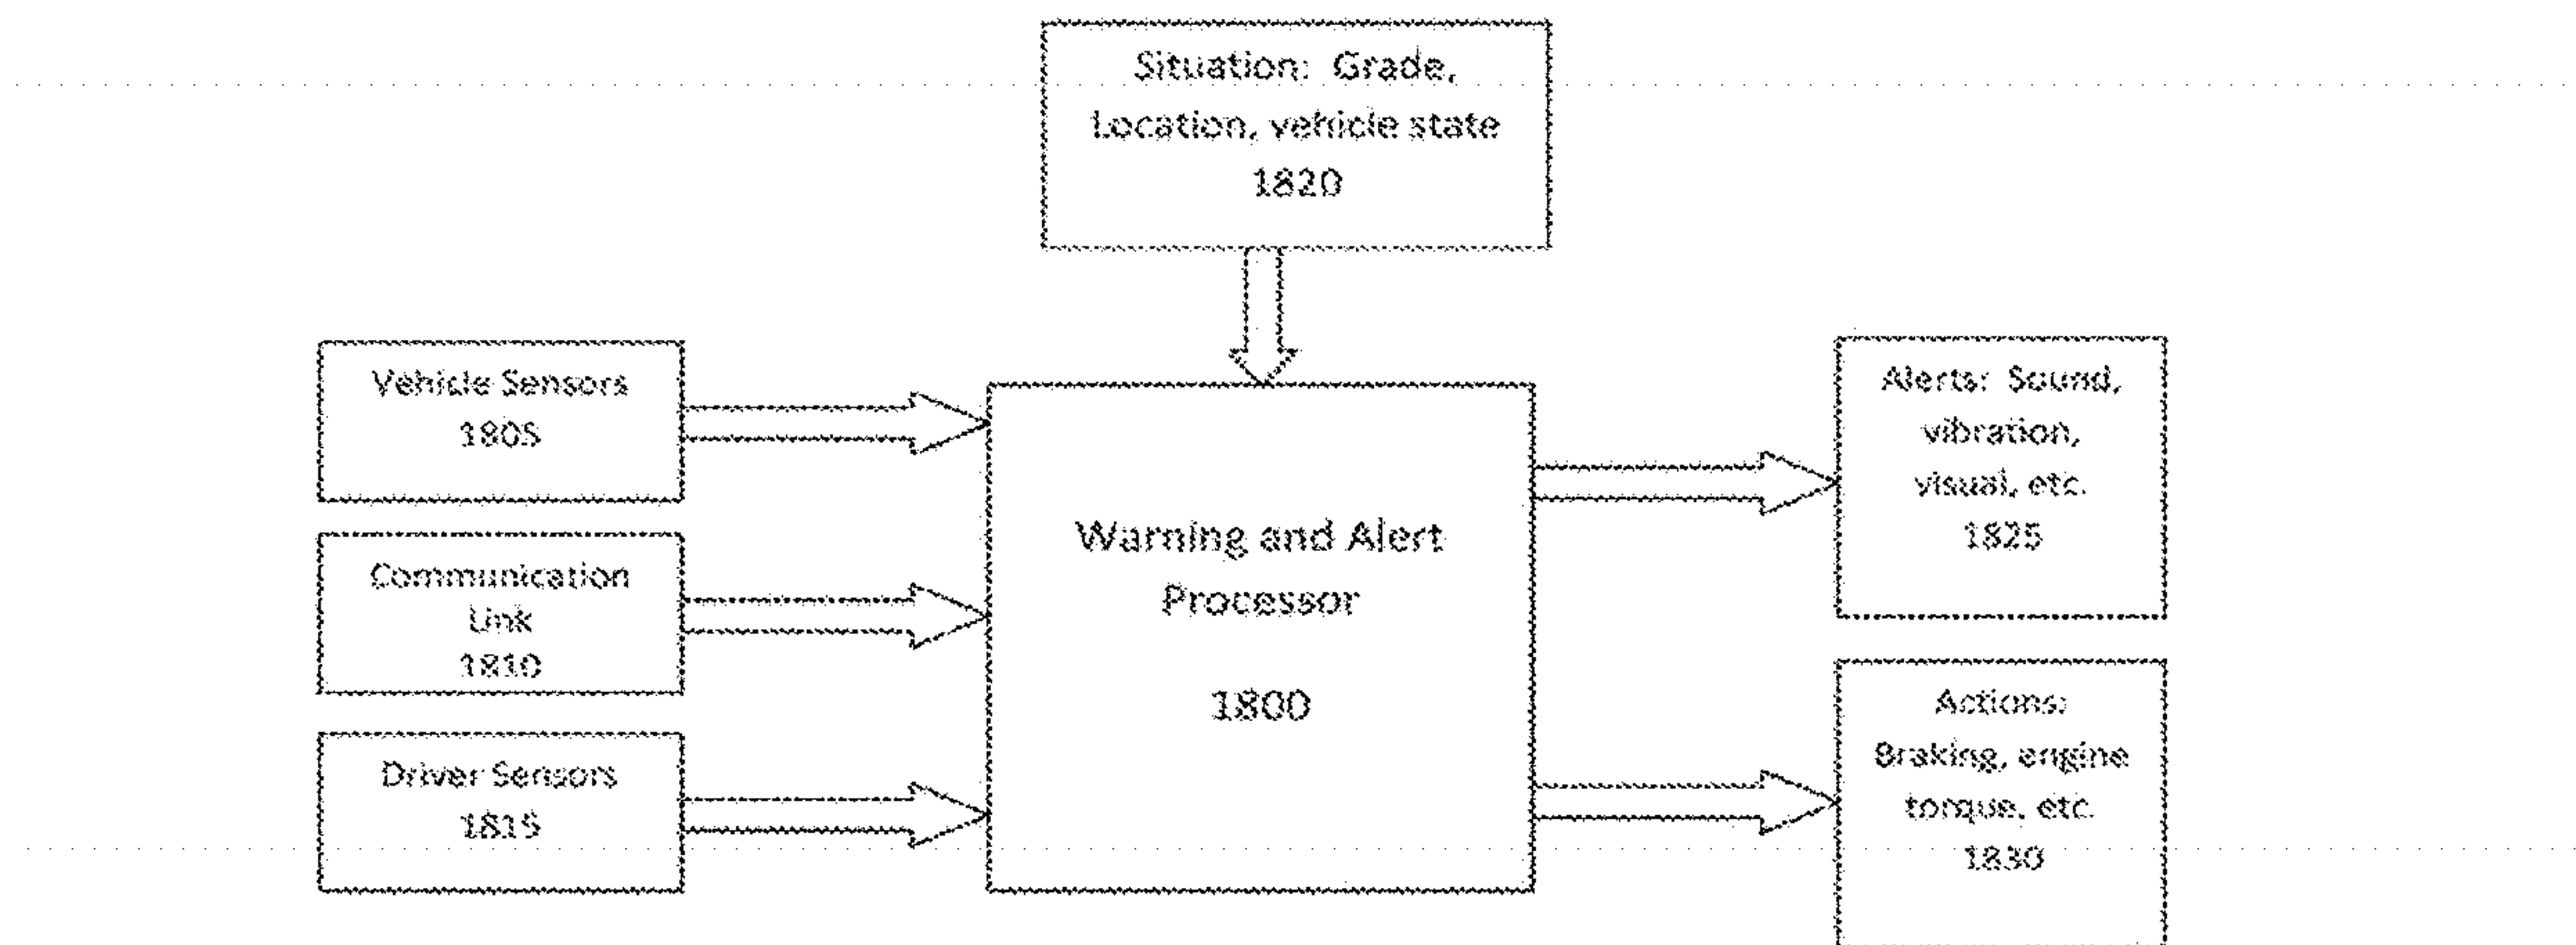 Situation: Grade,
Location, vehicle state
1820
Vehicle Sensors
1805
Communication
Link
1810
Driver Sensors
1815
Warning and Alert
Processor
1800
Alerts: Sound,
vibration,
visual, etc.
1825
Actions:
Braking, engine
torque, etc.
1830